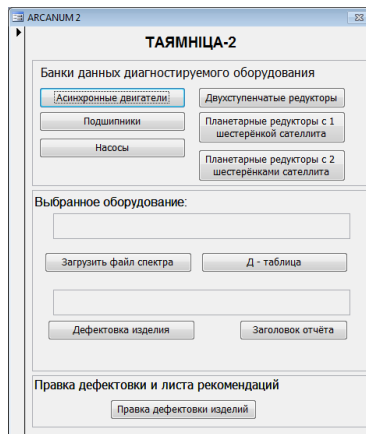 ARCANUM 2
ТАЯМНІЦА-2
Банки данных диагностируемого оборудования
Асинхронные двигатели
Двухступенчатые редукторы
Подшипники
Планетарные редукторы с 1
шестерёнкой сателлита
Насосы
Планетарные редукторы с 2
шестерёнками сателлита
Выбранное оборудование:
Загрузить файл спектра
Д - таблица
Дефектовка изделия
Заголовок отчёта
Правка дефектовки и листа рекомендаций
Правка дефектовки изделий